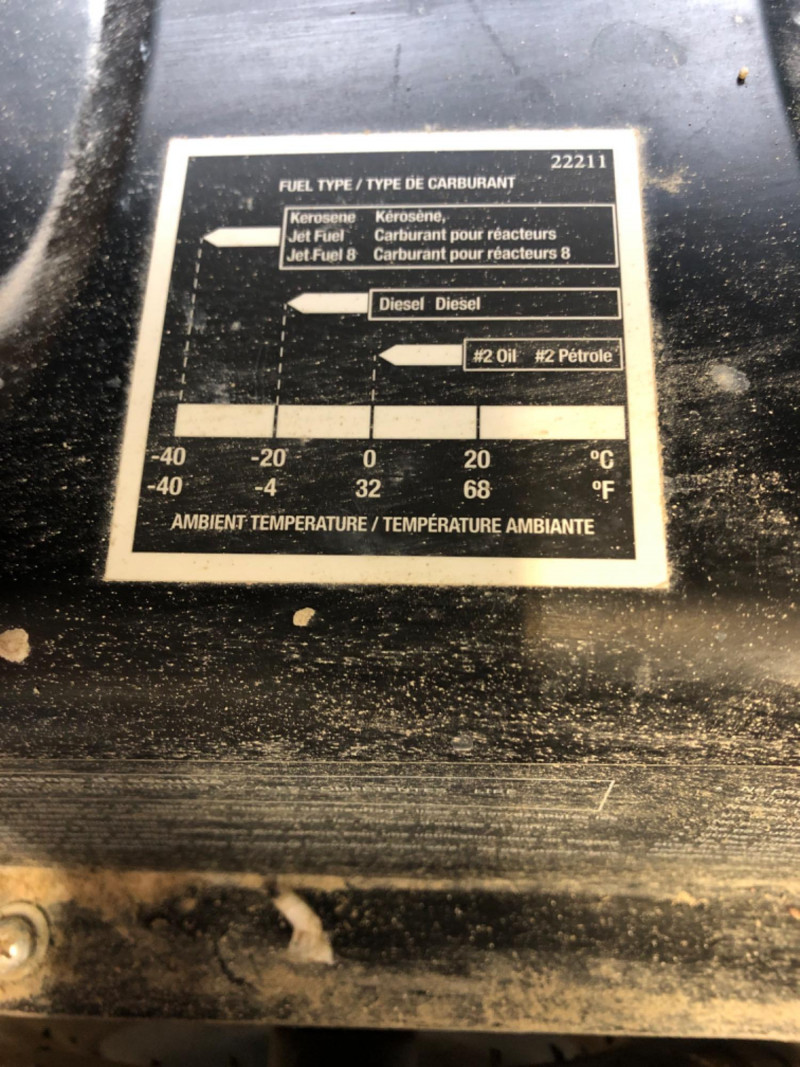 22211
FUEL TYPE / TYPE DE CARBURANT
Kerosene Kérosène,
Jet Fuel Carburant pour réacteurs
Jet Fuel 8 Carburant pour réacteurs 8
Diesel Diesel
#2 Oil #2 Pétrole
-40 -20 0 20 ºC
-40 -4 32 68 ºF
AMBIENT TEMPERATURE / TEMPÉRATURE AMBIANTE